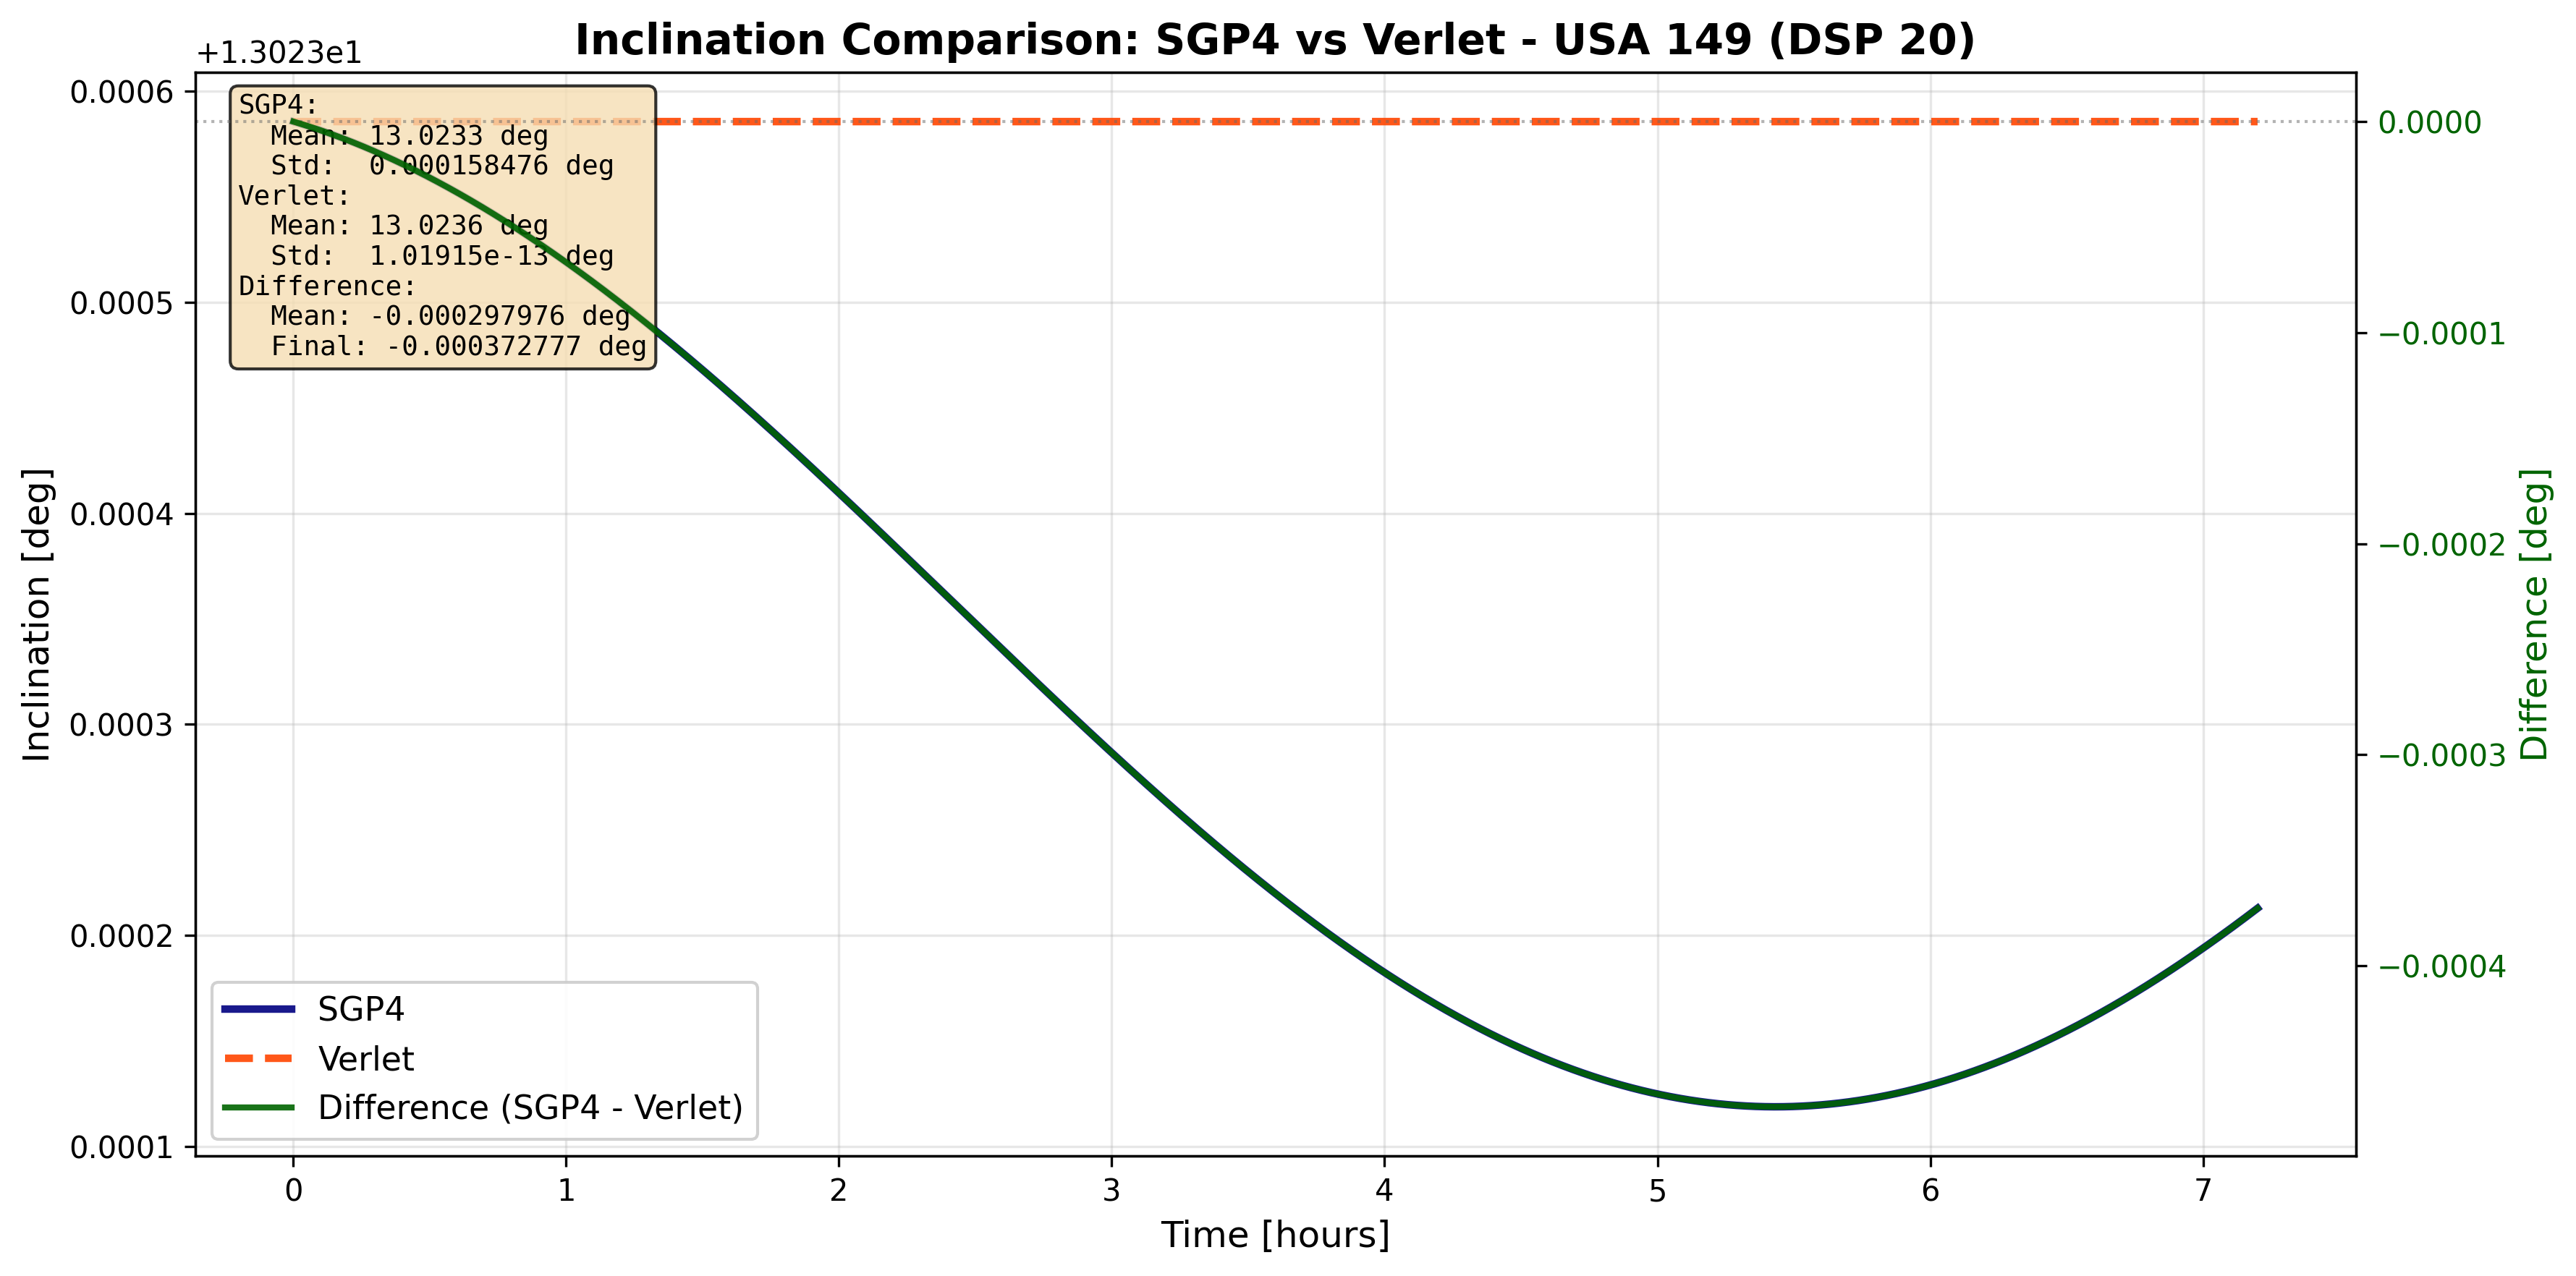 Inclination Comparison: SGP4 vs Verlet - USA 149 (DSP 20)
+1.3023e1
0.0006
0.0005
0.0004
0.0003
0.0002
0.0001
Inclination [deg]
SGP4:
Mean: 13.0233 deg
Std: 0.000158476 deg
Verlet:
Mean: 13.0236 deg
Std: 1.01915e-13 deg
Difference:
Mean: -0.000297976 deg
Final: -0.000372777 deg
SGP4
Verlet
Difference (SGP4 - Verlet)
0.0000
−0.0001
−0.0002
−0.0003
−0.0004
Difference [deg]
0 1 2 3 4 5 6 7
Time [hours]